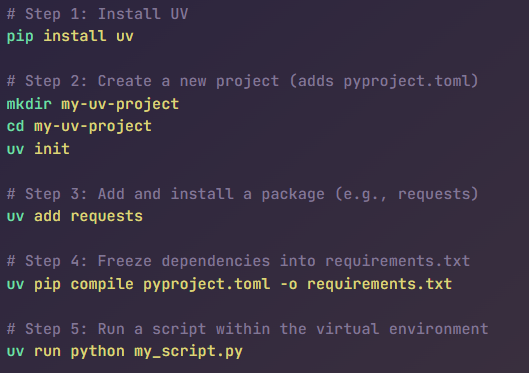 # Step 1: Install UV
pip install uv
# Step 2: Create a new project (adds pyproject.toml)
mkdir my-uv-project
cd my-uv-project
uv init
# Step 3: Add and install a package (e.g., requests)
uv add requests
# Step 4: Freeze dependencies into requirements.txt
uv pip compile pyproject.toml -o requirements.txt
# Step 5: Run a script within the virtual environment
uv run python my_script.py